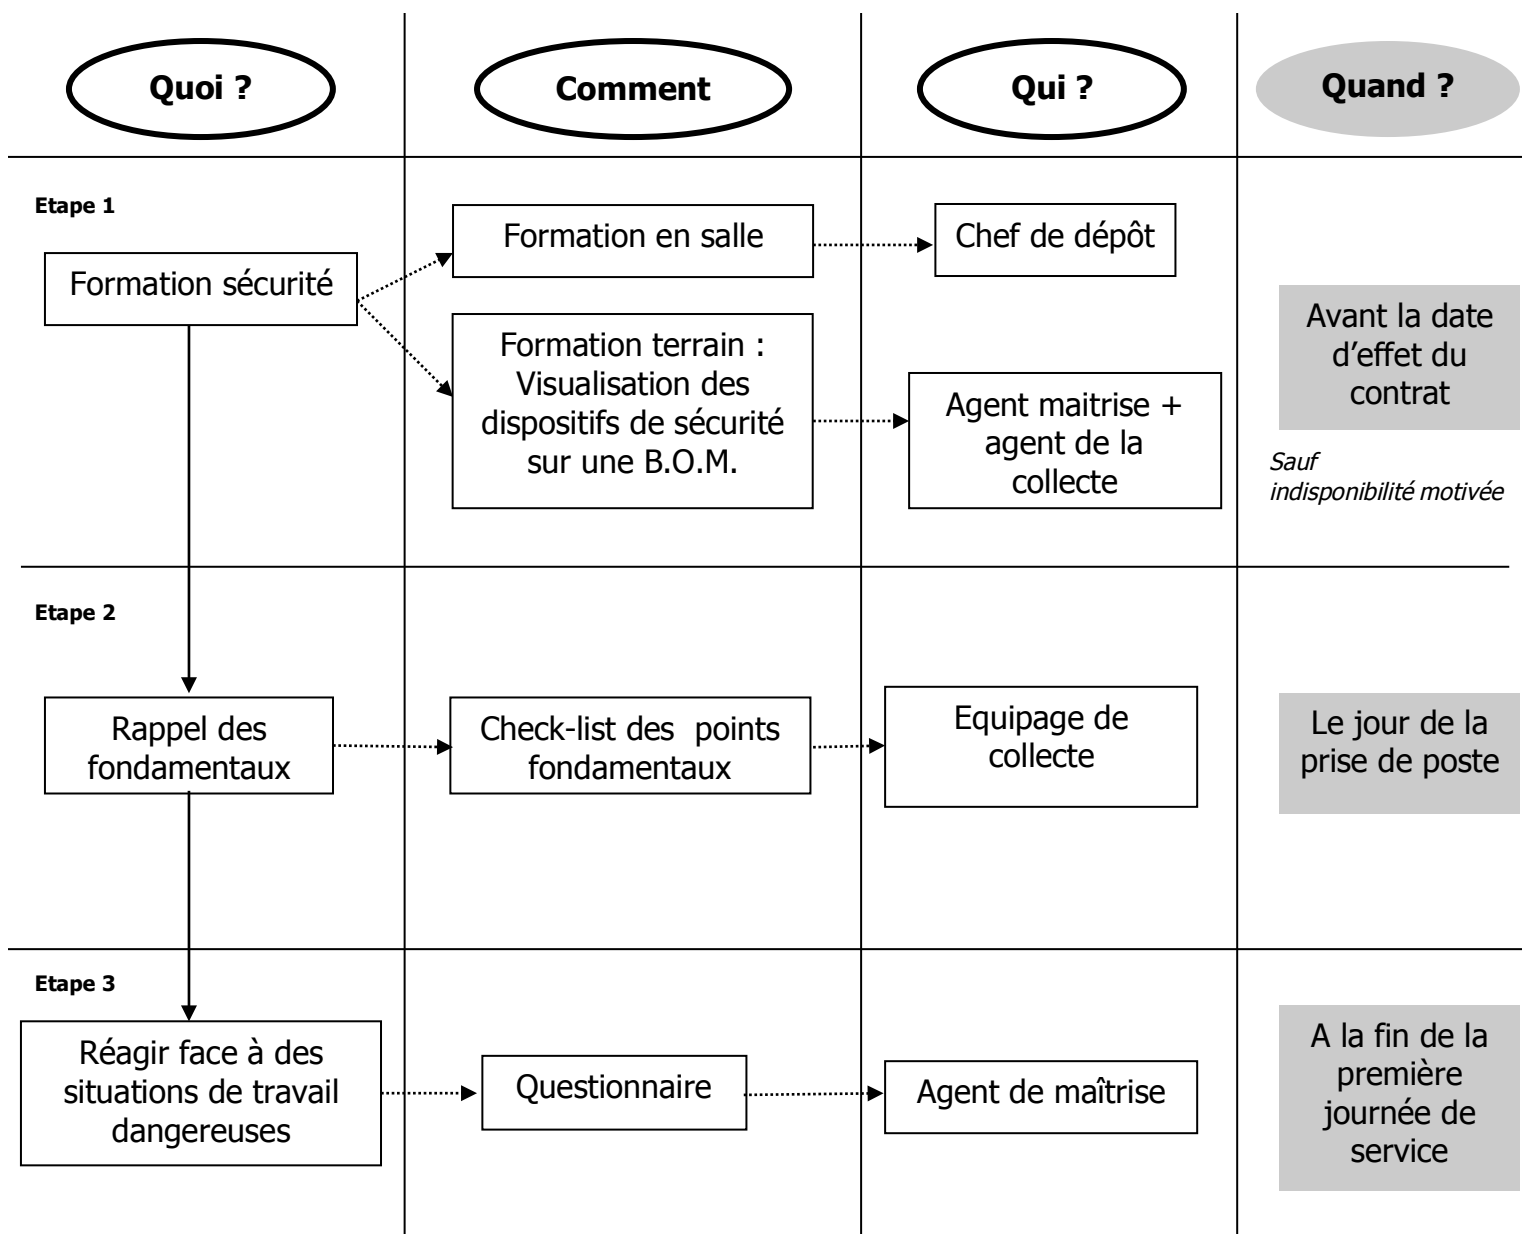 Quoi ?
Comment
Qui ?
Quand ?
Etape 1
Formation sécurité
Formation en salle
Chef de dépôt
Formation terrain :
Visualisation des
dispositifs de sécurité
sur une B.O.M.
Agent maitrise +
agent de la
collecte
Avant la date
d’effet du
contrat
Sauf
indisponibilité motivée
Etape 2
Rappel des
fondamentaux
Check-list des  points
fondamentaux
Equipage de
collecte
Le jour de la
prise de poste
Etape 3
Réagir face à des
situations de travail
dangereuses
Questionnaire
Agent de maîtrise
A la fin de la
première
journée de
service